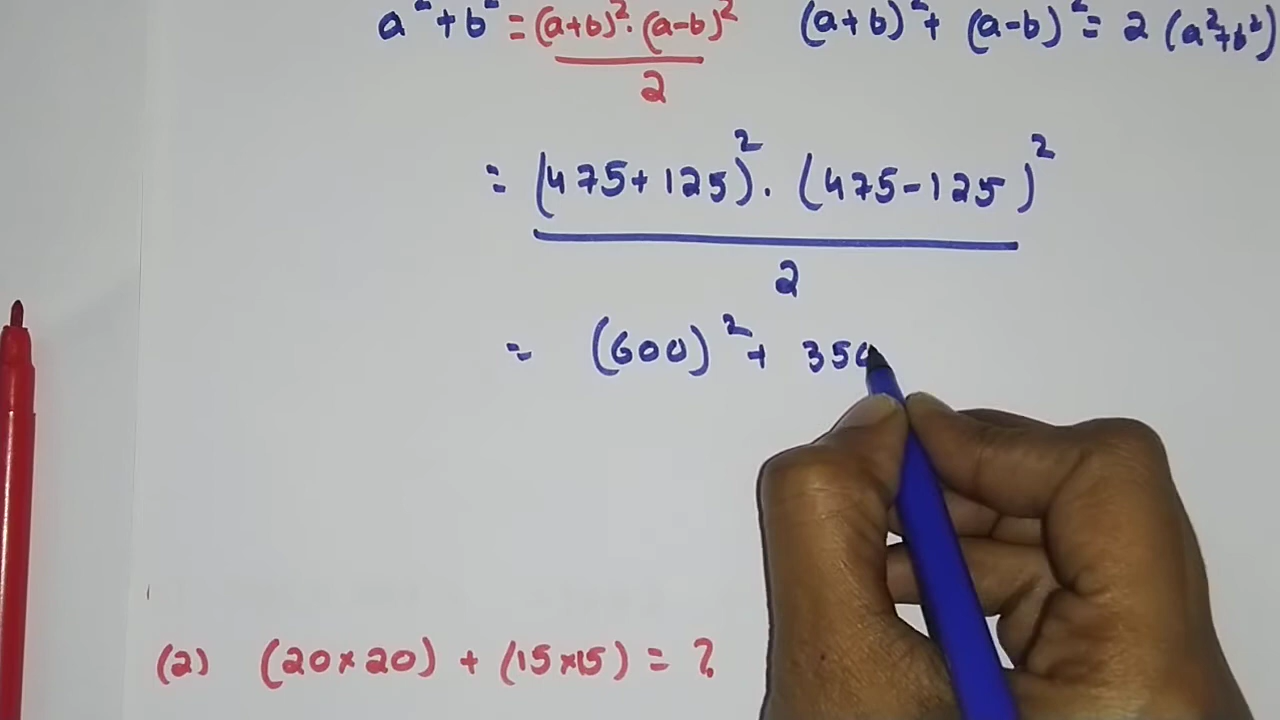 a²+b² = (a+b)²·(a-b)² / 2 (a+b)²+(a-b)²=2(a²+b²)
= (475+125)²·(475-125)² / 2
= (600)²+ 350
(2) (20×20)+(15×15)=?